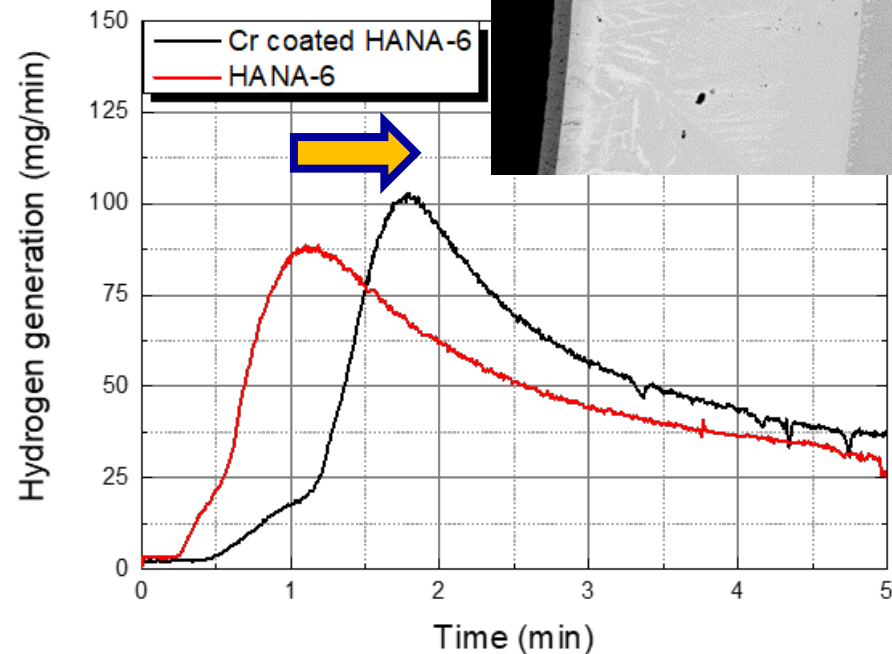 150
125
100
75
50
25
0
Hydrogen generation (mg/min)
Cr coated HANA-6
HANA-6
0 1 2 3 4 5
Time (min)